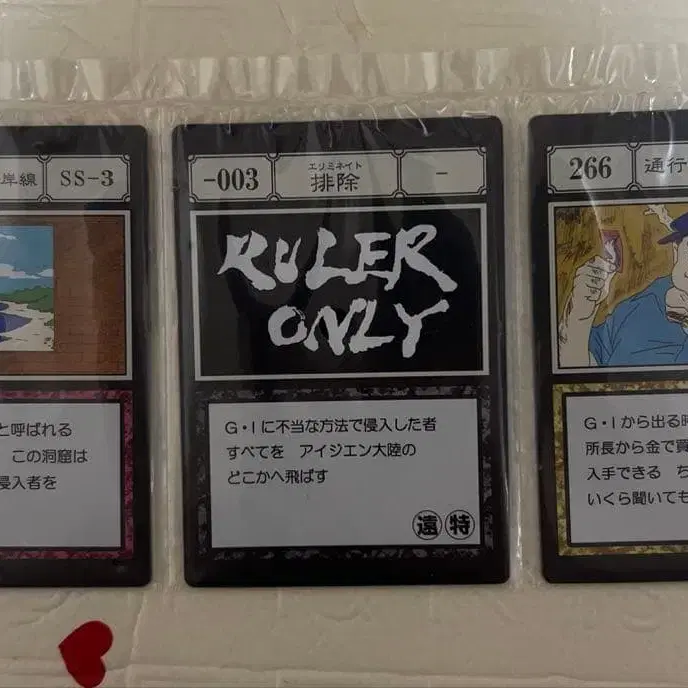 岸線
SS-3
と呼ばれる
この洞窟は
侵入者を
-003
エリミネイト
排除
-
RULER
ONLY
G・Iに不当な方法で侵入した者
すべてを アイジエン大陸の
どこかへ飛ばす
遠 特
266
通行
G・Iから出る時
所長から金で買
入手できる ち
いくら聞いても